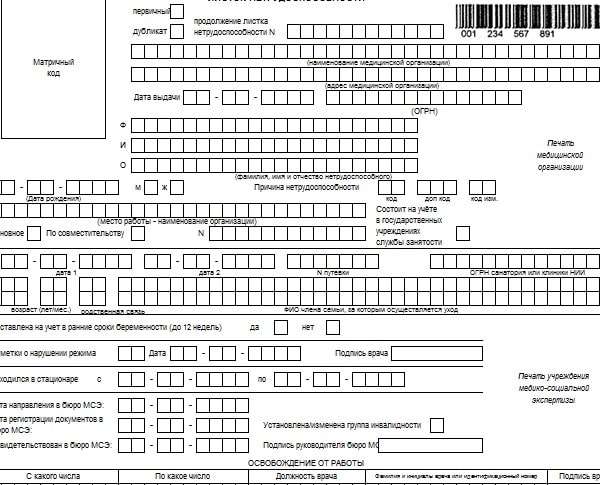 первичный
дубликат
продолжение листка
нетрудоспособности N
001 234 567 891
Матричный
код
(наименование медицинской организации)
(адрес медицинской организации)
Дата выдачи - -
(ОГРН)
Ф
И
О
(фамилия, имя и отчество нетрудоспособного)
Печать
медицинской
организации
- - м ж Причина нетрудоспособности
(Дата рождения) код доп код код изм.
(место работы - наименование организации)
Состоит на учёте
в государственных
учреждениях
службы занятости
новное По совместительству N
- - - -
дата 1 дата 2 N путевки ОГРН санатория или клиники НИИ
возраст (лет/мес.) родственная связь ФИО члена семьи, за которым осуществляется уход
ставлена на учет в ранние сроки беременности (до 12 недель) да нет
метки о нарушении режима Дата - - Подпись врача
ходился в стационаре с - - по - -
Печать учреждения
медико-социальной
экспертизы
та направления в бюро МСЭ: - -
та регистрации документов в
ро МСЭ: - - Установлена/изменена группа инвалидности
видетельствован в бюро МСЭ: - - Подпись руководителя бюро МС
ОСВОБОЖДЕНИЕ ОТ РАБОТЫ
С какого числа По какое число Должность врача Фамилия и инициалы врача или идентификационный номер Подпись вр